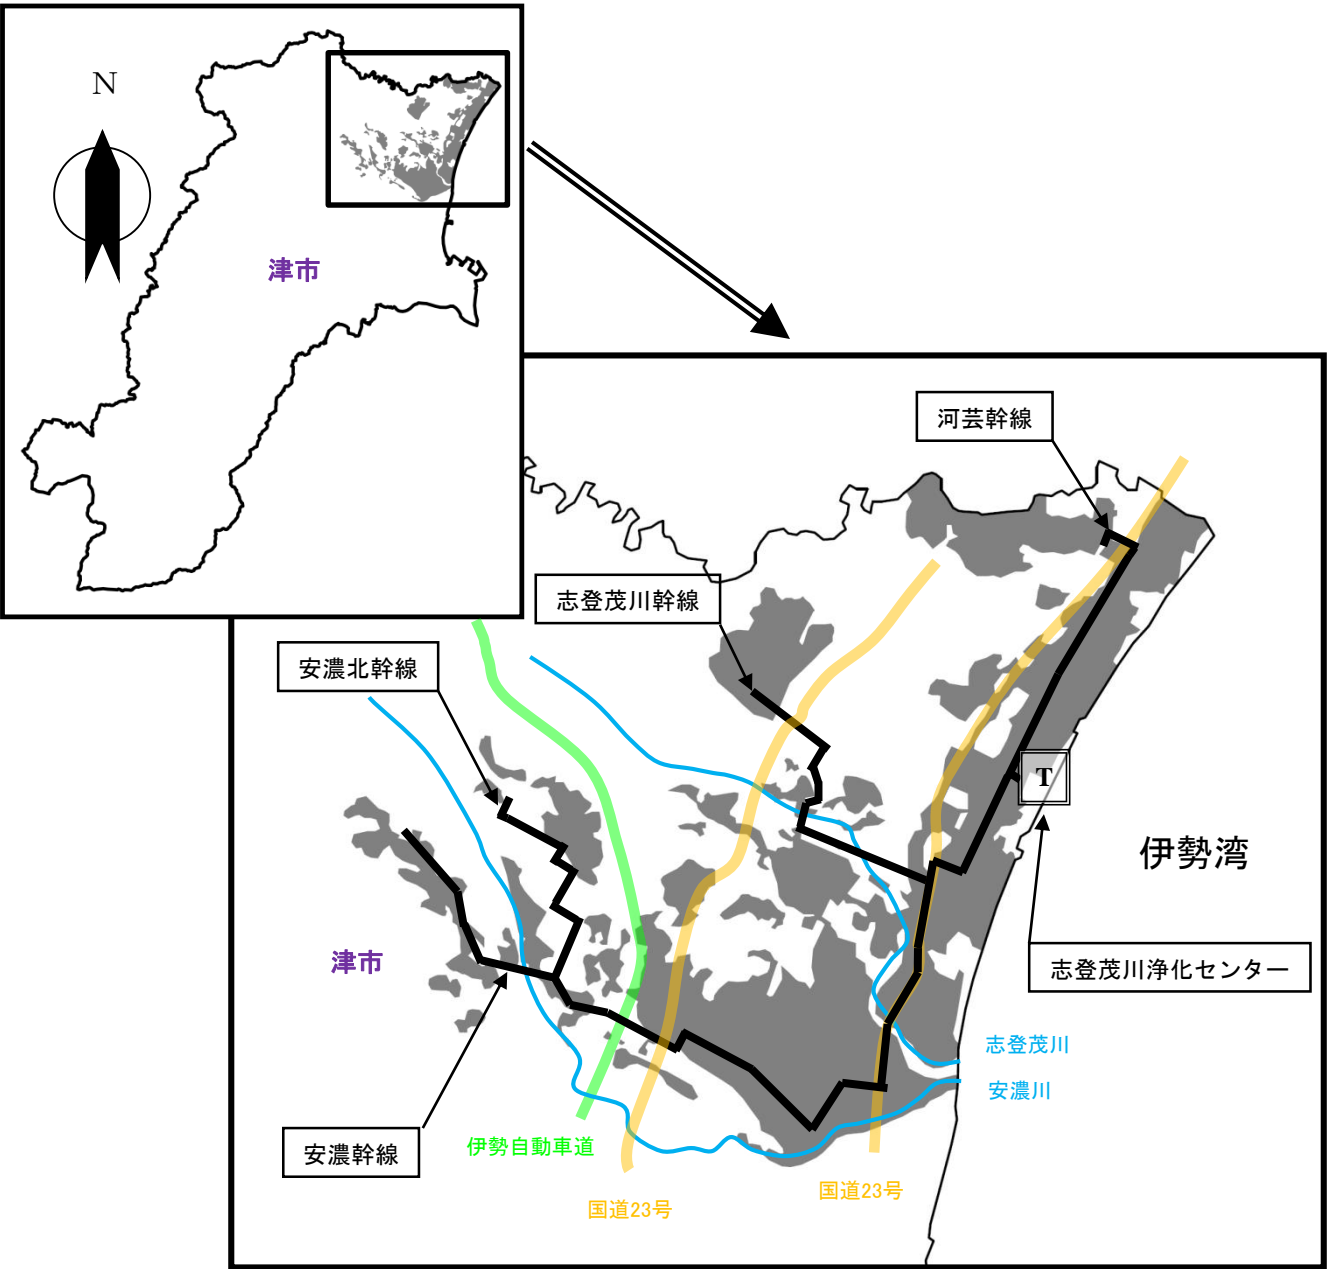 N
津市
河芸幹線
志登茂川幹線
安濃北幹線
T
伊勢湾
津市
志登茂川浄化センター
志登茂川
安濃川
安濃幹線
伊勢自動車道
国道23号
国道23号